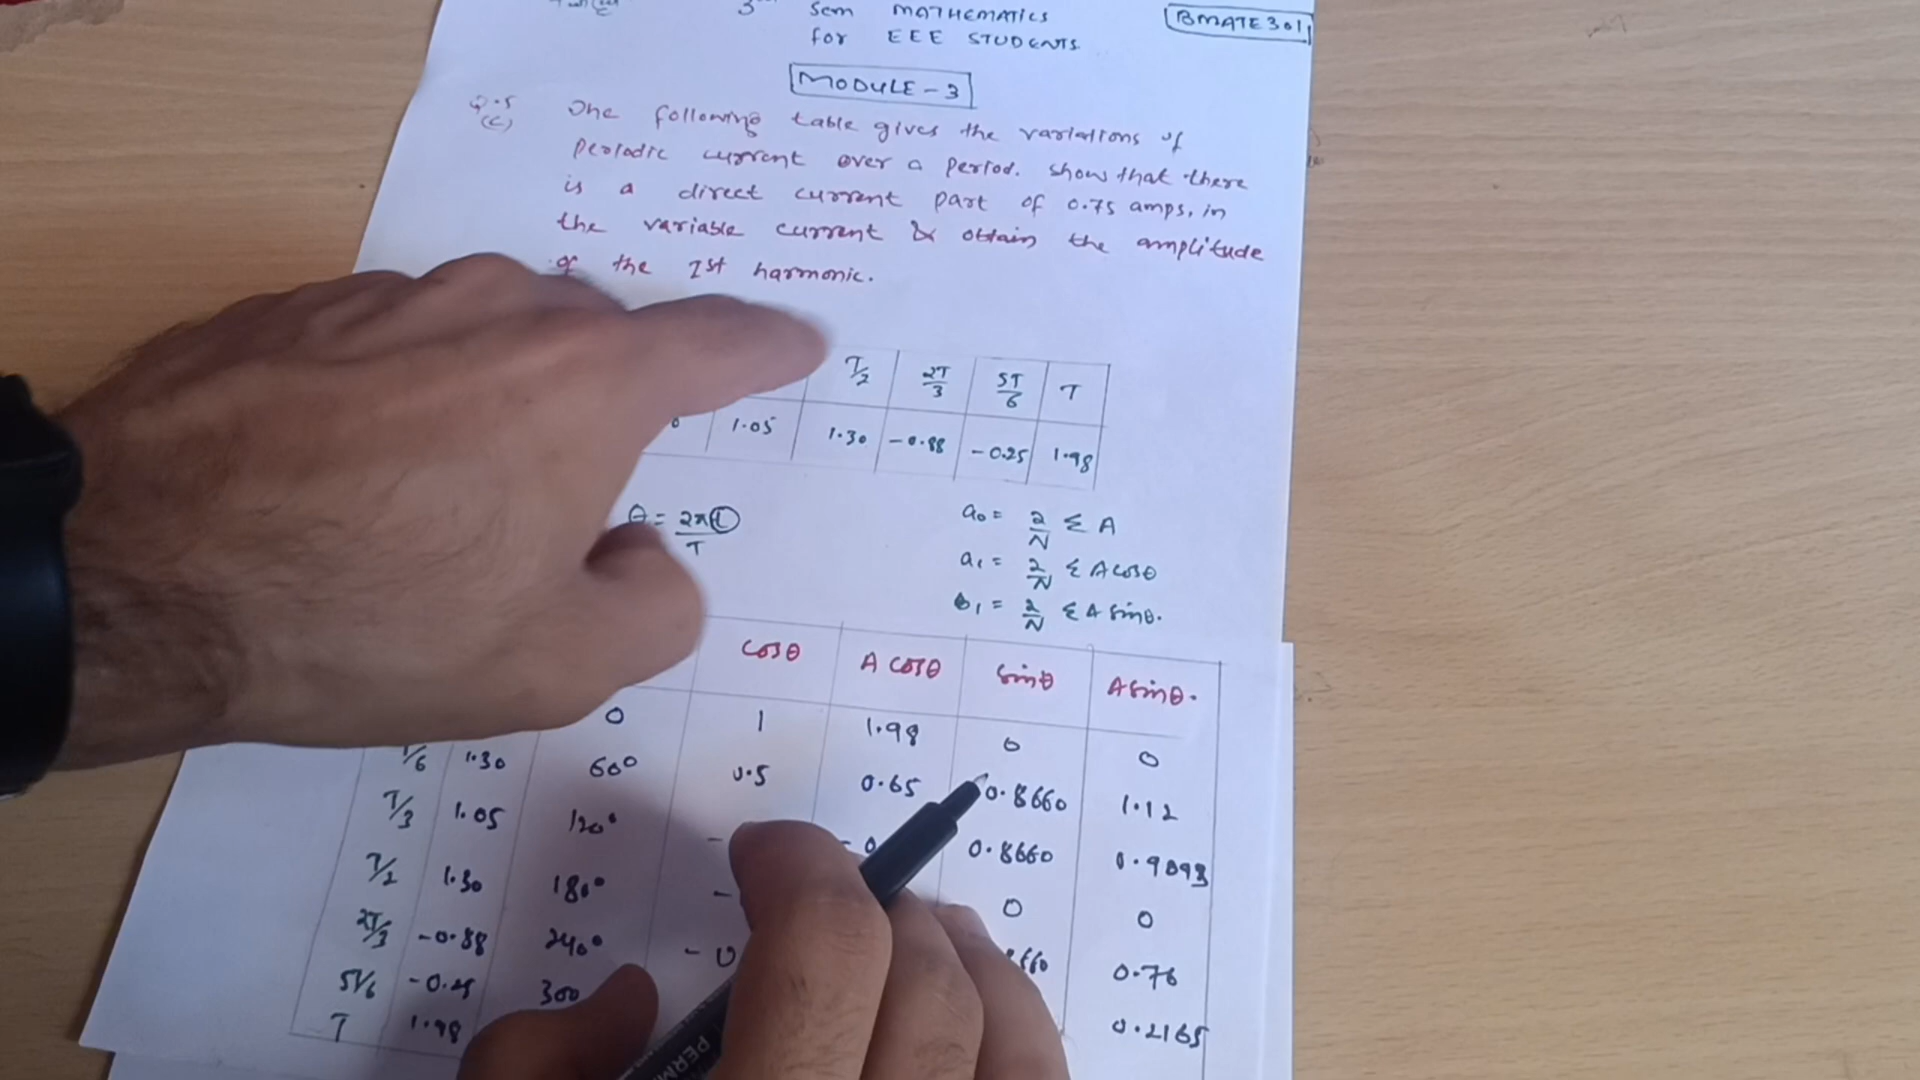 3 Sem MATHEMATICS BMATE301
for EEE STUDENTS
MODULE-3
Q.5 The following table gives the variations of
(c) Periodic current over a period. Show that there
is a direct current part of 0.75 amps, in
the variable current & obtain the amplitude
of the 1st harmonic.
T/2 2T/3 5T/6 T
0 1.05 1.30 -0.88 -0.25 1.98
θ = 2πt/T
a₀ = 2/N Σ A
a₁ = 2/N Σ A cosθ
b₁ = 2/N Σ A sinθ.
cosθ A cosθ sinθ A sinθ.
0 1 1.98 0 0
T/6 1.30 60° 0.5 0.65 0.8660 1.12
T/3 1.05 120° - -0 0.8660 0.9093
T/2 1.30 180° - 0 0
2T/3 -0.88 240° -0 660 0.76
5T/6 -0.25 300 0.2165
T 1.98